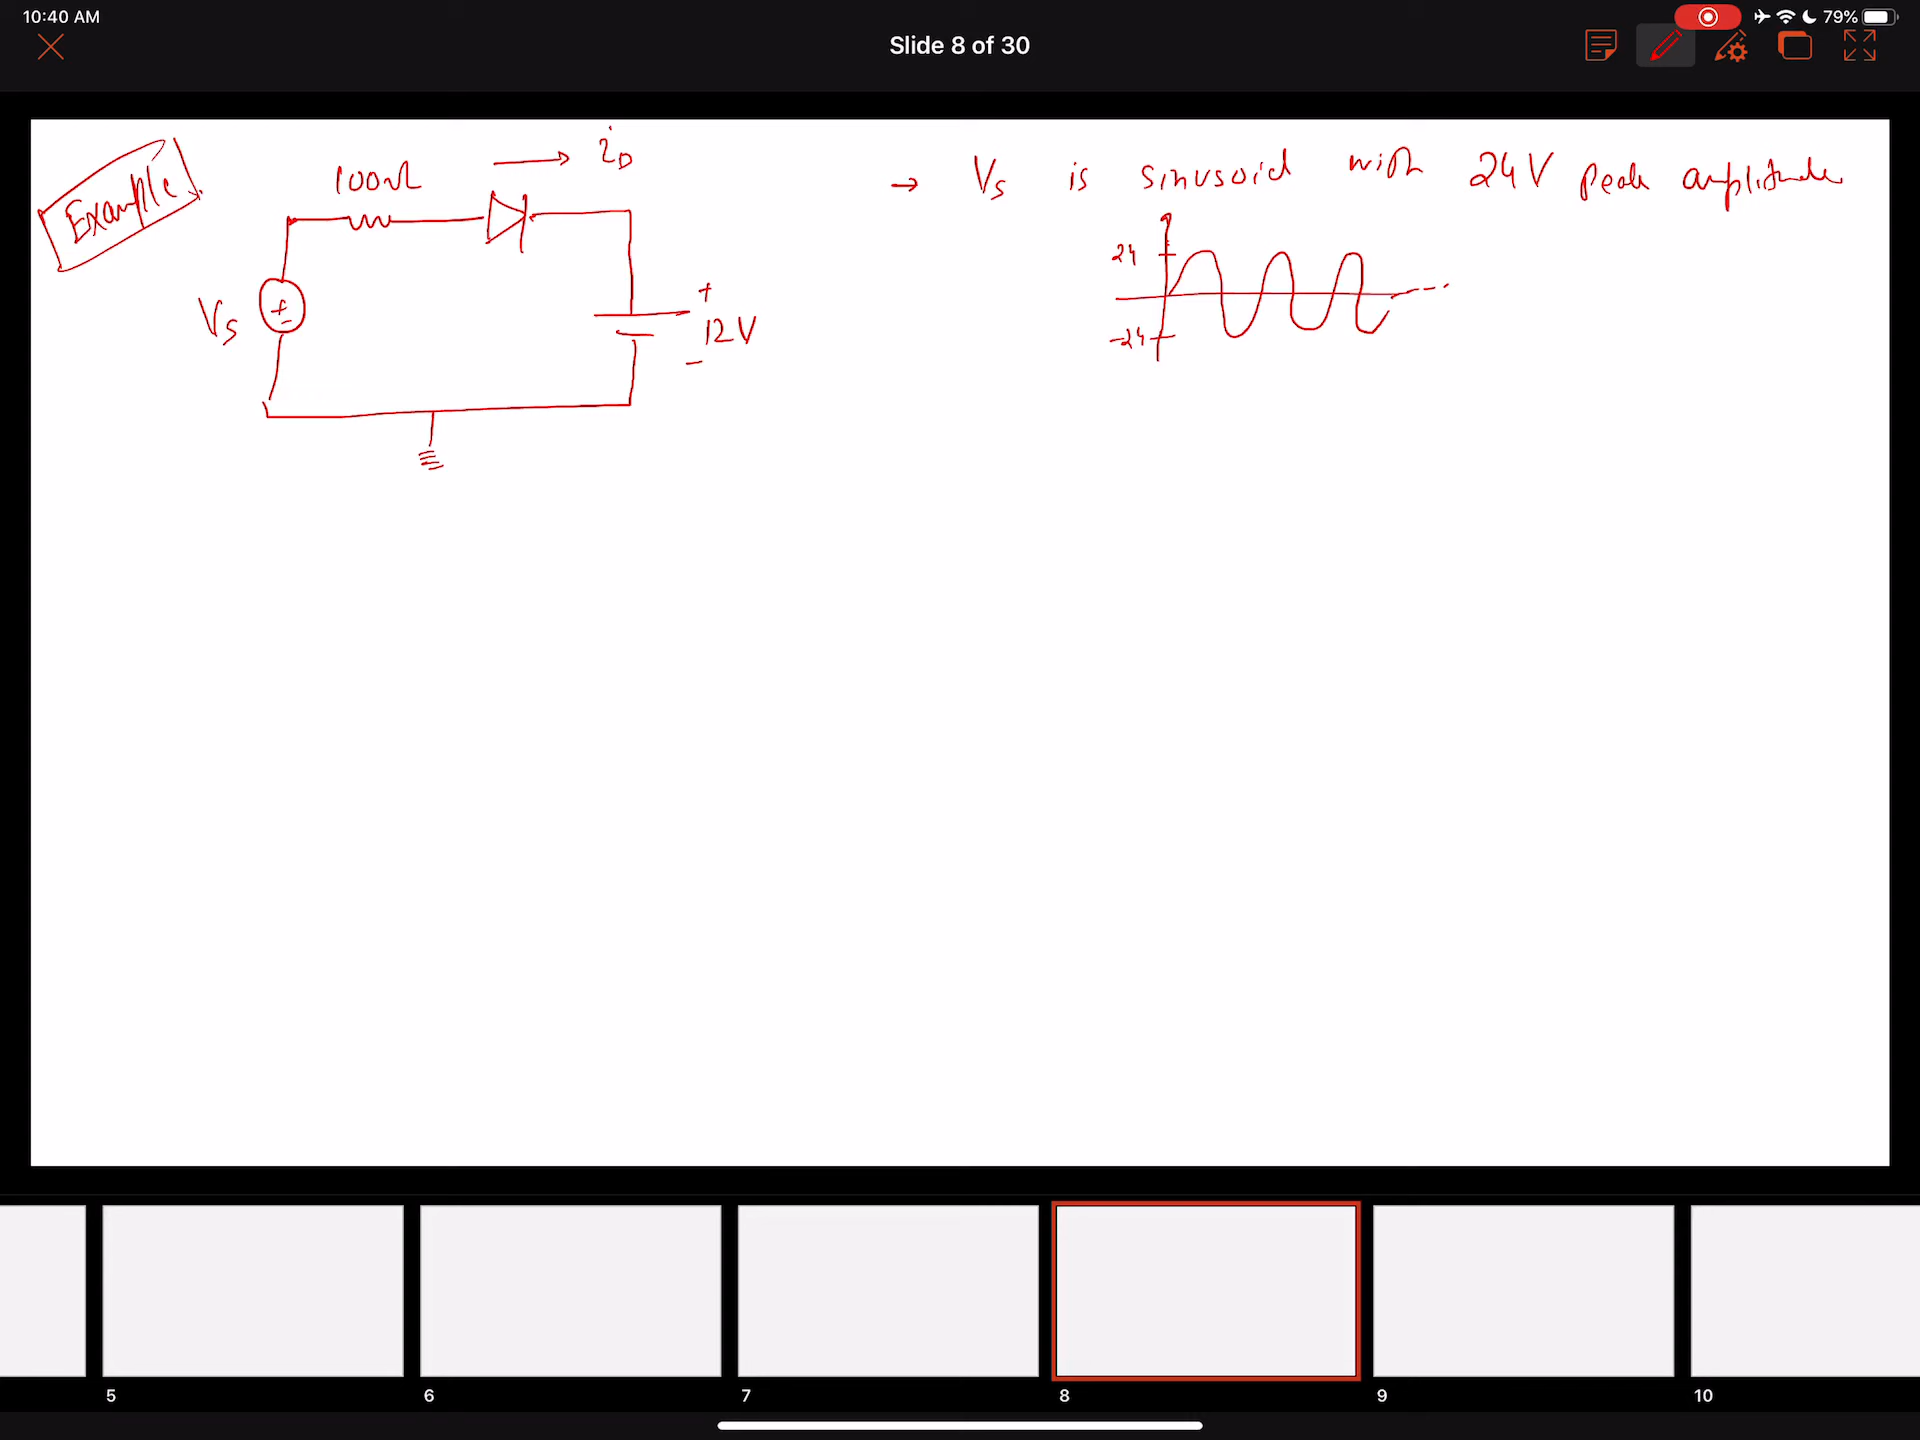 10:40 AM
79%
Slide 8 of 30
Example
100Ω
iD
→ Vs is sinusoid with 24V peak amplitude
24
-24
Vs
+
-
+
12V
-
5
6
7
8
9
10